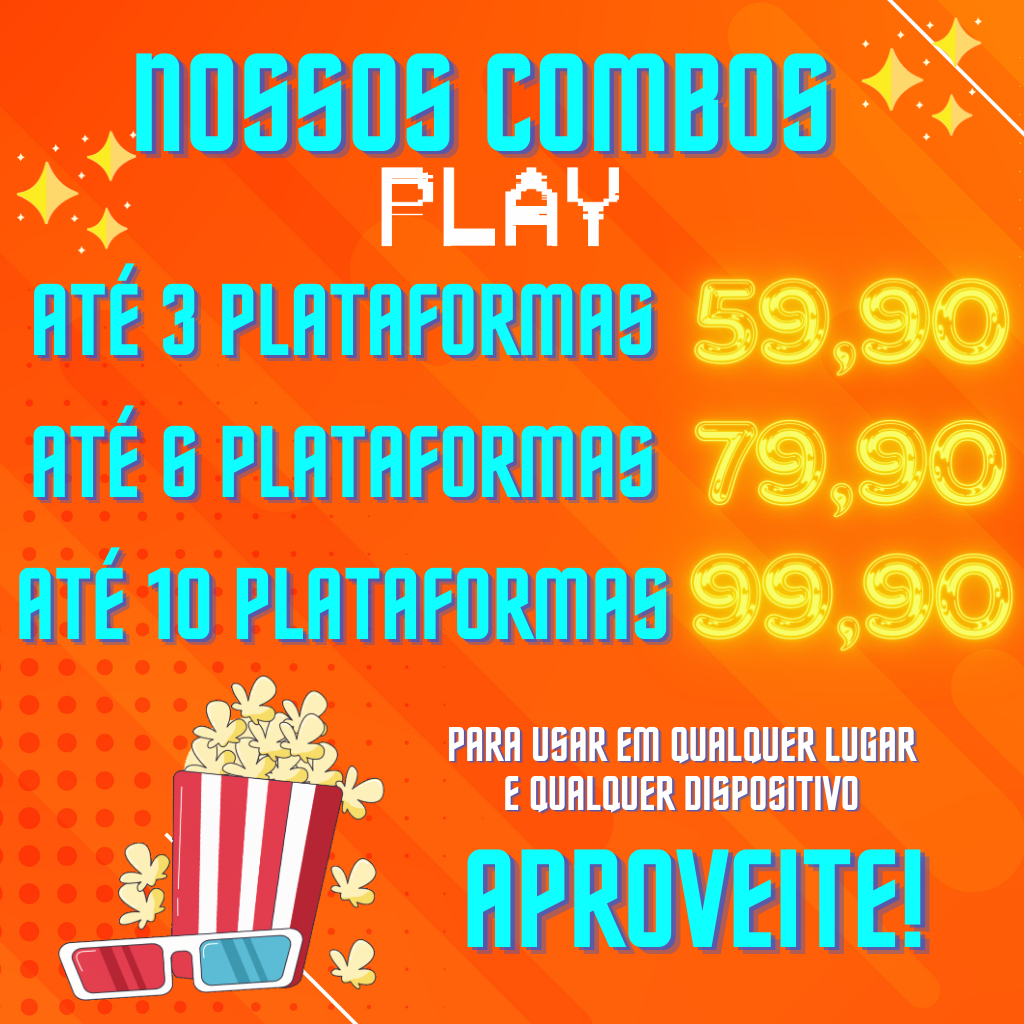 NOSSOS COMBOS
PLAY
ATÉ 3 PLATAFORMAS 59,90
ATÉ 6 PLATAFORMAS 79,90
ATÉ 10 PLATAFORMAS 99,90
PARA USAR EM QUALQUER LUGAR
E QUALQUER DISPOSITIVO
APROVEITE!